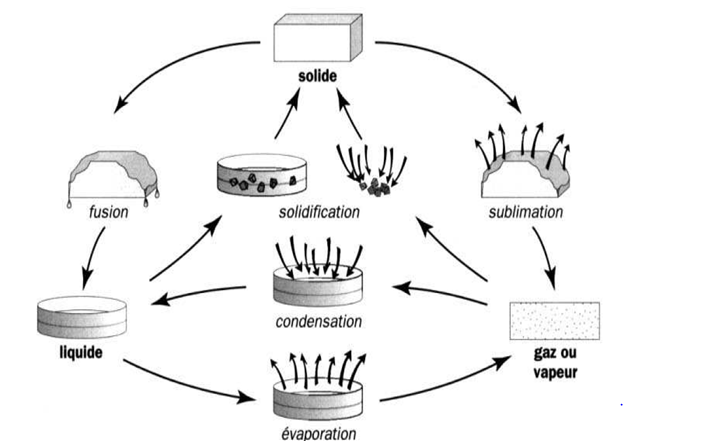 solide
fusion
solidification
sublimation
condensation
liquide
gaz ou
vapeur
évaporation